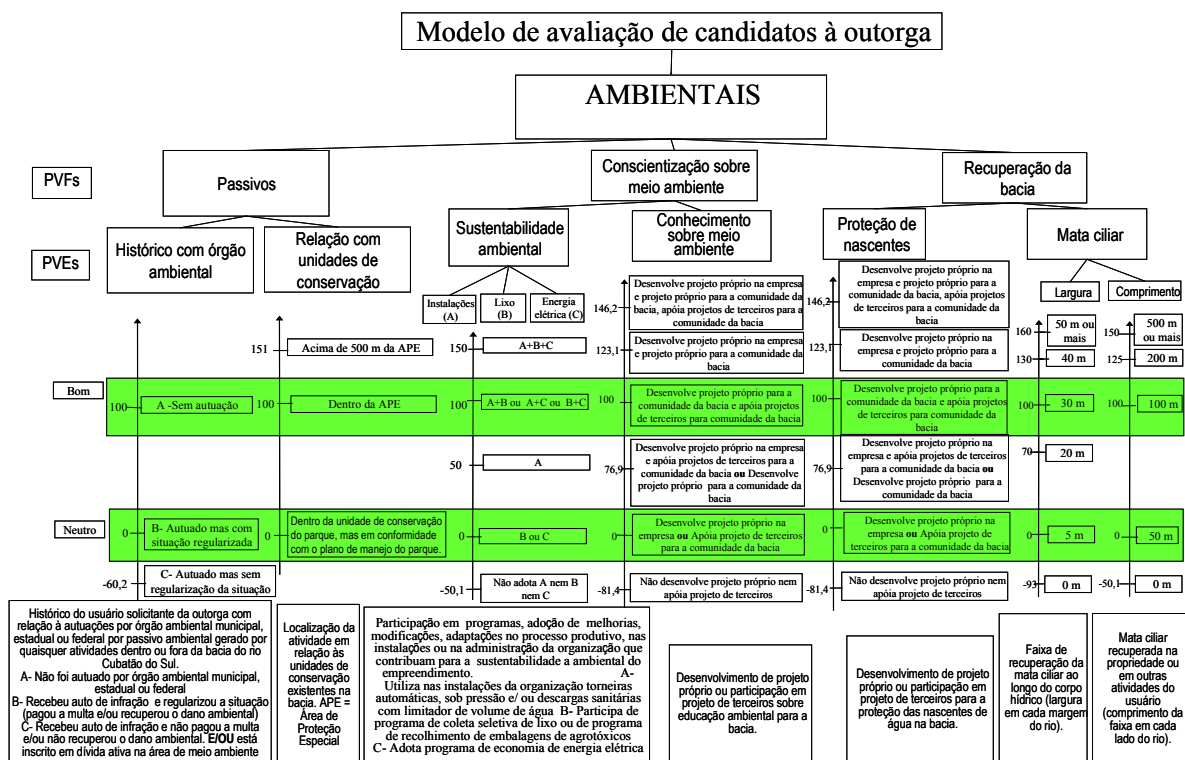 Modelo de avaliação de candidatos à outorga
AMBIENTAIS
PVFs
Passivos
Conscientização sobre
meio ambiente
Recuperação da
bacia
PVEs
Histórico com órgão
ambiental
Relação com
unidades de
conservação
Sustentabilidade
ambiental
Conhecimento
sobre meio
ambiente
Proteção de
nascentes
Mata ciliar
Instalações
(A)
Lixo
(B)
Energia
elétrica (C)
Largura
Comprimento
146,2
Desenvolve projeto próprio na empresa
e projeto próprio para a comunidade da
bacia, apóia projetos de terceiros para
a comunidade da bacia
146,2
Desenvolve projeto próprio na
empresa e projeto próprio para a
comunidade da bacia, apóia projetos
de terceiros para comunidade da
bacia
160
50 m ou
mais
150
500 m
ou mais
151
Acima de 500 m da APE
150
A+B+C
123,1
Desenvolve projeto próprio na empresa
e projeto próprio para a comunidade da
bacia
123,1
Desenvolve projeto próprio na
empresa e projeto próprio para a
comunidade da bacia
130
40 m
125
200 m
Bom
100
A -Sem autuação
100
Dentro da APE
100
A+B ou A+C ou B+C
100
Desenvolve projeto próprio para a
comunidade da bacia e apóia projetos
de terceiros para comunidade da bacia
100
Desenvolve projeto próprio para a
comunidade da bacia e apóia projetos
de terceiros para comunidade da
bacia
100
30 m
100
100 m
50
A
76,9
Desenvolve projeto próprio na empresa
e apóia projetos de terceiros para a
comunidade da bacia ou Desenvolve
projeto próprio para a comunidade da
bacia
76,9
Desenvolve projeto próprio na empresa
e apóia projetos de terceiros
para a comunidade da bacia ou
Desenvolve projeto próprio para
a comunidade da bacia
70
20 m
Neutro
0
B- Autuado mas com
situação regularizada
0
Dentro da unidade de conservação
do parque, mas em conformidade
com o plano de manejo do parque.
0
B ou C
0
Desenvolve projeto próprio na
empresa ou Apóia projeto de terceiros
para a comunidade da bacia
0
Desenvolve projeto próprio na
empresa ou Apóia projeto de
terceiros para a comunidade da bacia
0
5 m
0
50 m
-60,2
C- Autuado mas sem
regularização da situação
-50,1
Não adota A nem B
nem C
-81,4
Não desenvolve projeto próprio nem
apóia projeto de terceiros
-81,4
Não desenvolve projeto próprio nem
apóia projeto de terceiros
-93
0 m
-50,1
0 m
Histórico do usuário solicitante da outorga com
relação à autuações por órgão ambiental municipal,
estadual ou federal por passivo ambiental gerado por
quaisquer atividades dentro ou fora da bacia do rio
Cubatão do Sul.
A- Não foi autuado por órgão ambiental municipal,
estadual ou federal
B- Recebeu auto de infração e regularizou a situação
(pagou a multa e/ou recuperou o dano ambiental)
C- Recebeu auto de infração e não pagou a multa
e/ou não recuperou o dano ambiental. E/OU está
inscrito em dívida ativa na área de meio ambiente
Localização da
atividade em
relação às
unidades de
conservação
existentes na
bacia. APE =
Área de
Proteção
Especial
Participação em programas, adoção de melhorias,
modificações, adaptações no processo produtivo, nas
instalações ou na administração da organização que
contribuam para a sustentabilidade a ambiental do
empreendimento. A-
Utiliza nas instalações da organização torneiras
automáticas, sob pressão e/ ou descargas sanitárias
com limitador de volume de água B- Participa de
programa de coleta seletiva de lixo ou de programa
de recolhimento de embalagens de agrotóxicos
C- Adota programa de economia de energia elétrica
Desenvolvimento de projeto
próprio ou participação em
projeto de terceiros sobre
educação ambiental para a
bacia.
Desenvolvimento de projeto
próprio ou participação em
projeto de terceiros para a
proteção das nascentes de
água na bacia.
Faixa de
recuperação da
mata ciliar ao
longo do corpo
hídrico (largura
em cada margem
do rio).
Mata ciliar
recuperada na
propriedade ou
em outras
atividades do
usuário
(comprimento da
faixa em cada
lado do rio).